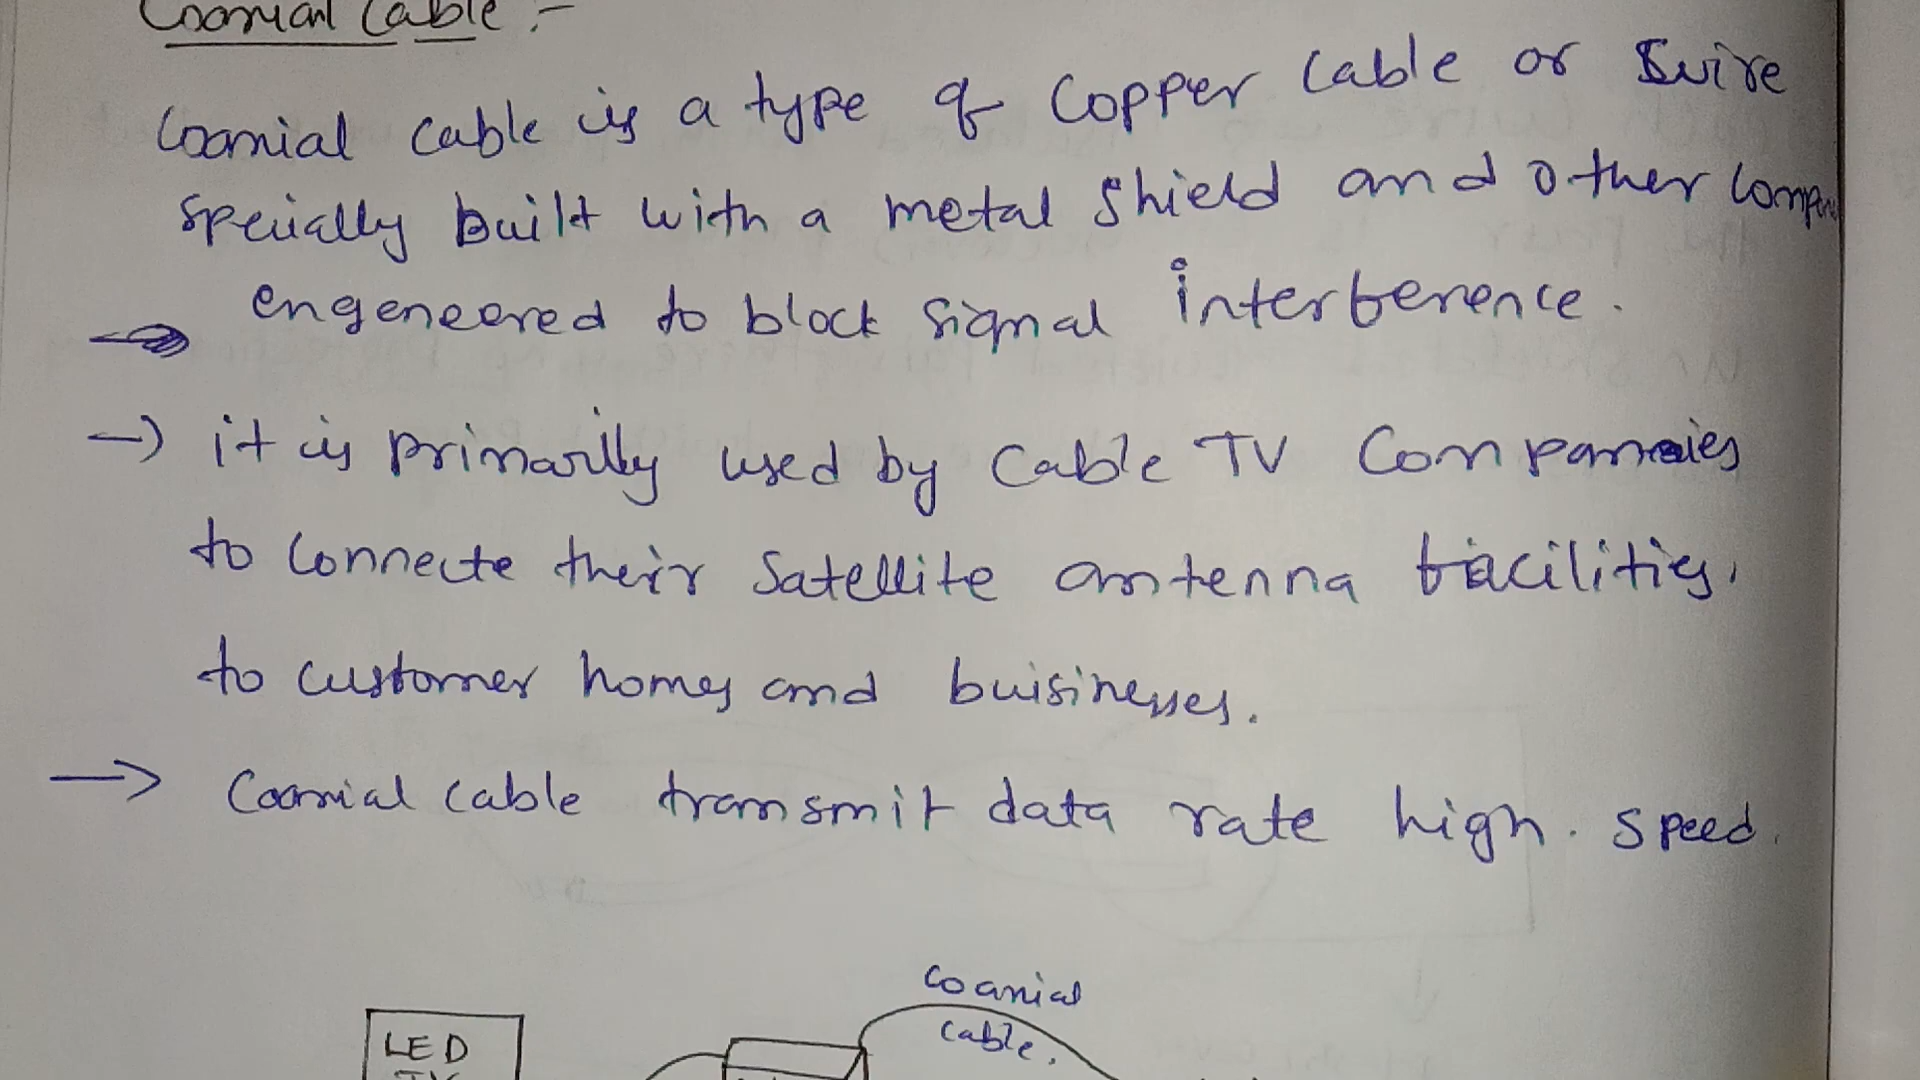 Coaxial Cable :-
Coaxial cable is a type of Copper Cable or wire
specially built with a metal shield and other
engeneered to block signal interference.
→ it is primarily used by Cable TV Companies
to connecte their Satellite antenna facilities,
to customer homes and buisinesses.
→ Coaxial cable transmit data rate high. speed.
Coaxial
cable.
LED
TV